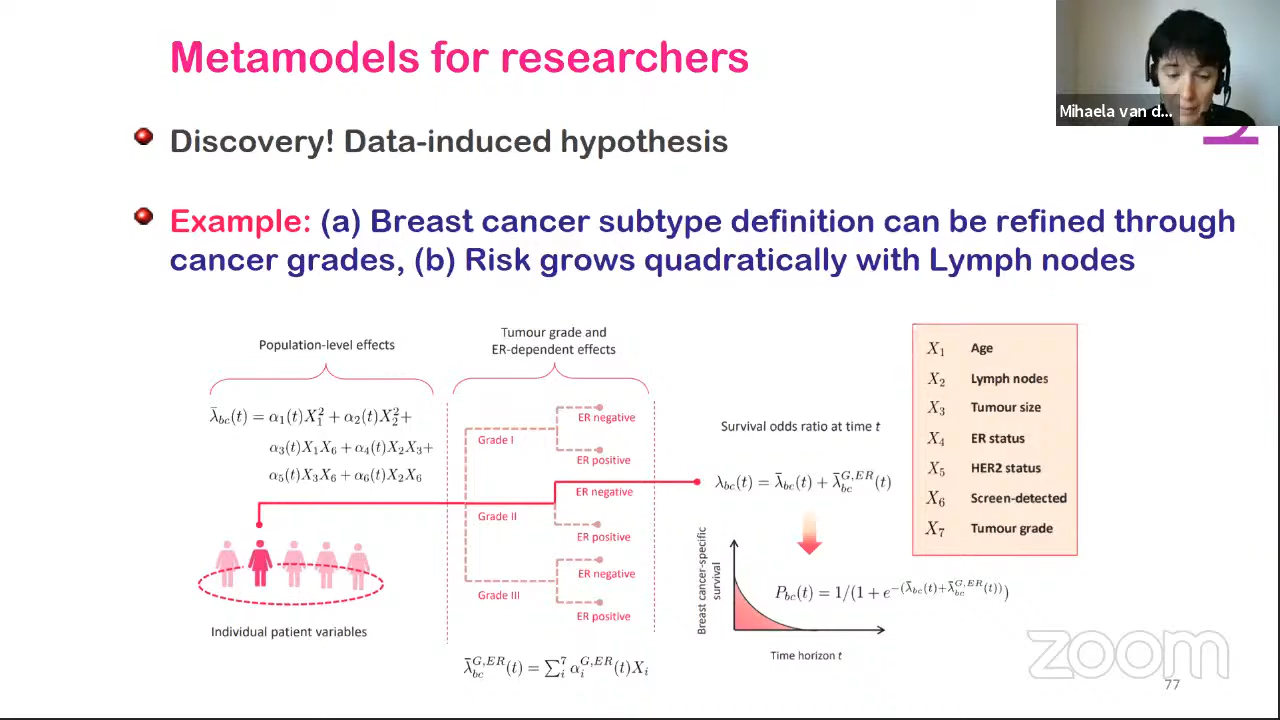 Metamodels for researchers
Mihaela van d...
Discovery! Data-induced hypothesis
Example: (a) Breast cancer subtype definition can be refined through
cancer grades, (b) Risk grows quadratically with Lymph nodes
Population-level effects
λ̄_bc(t) = α₁(t)X₁² + α₂(t)X₂²+
α₃(t)X₁X₆ + α₄(t)X₂X₃+
α₅(t)X₃X₆ + α₆(t)X₂X₆
Individual patient variables
Tumour grade and
ER-dependent effects
ER negative
Grade I
ER positive
ER negative
Grade II
ER positive
ER negative
Grade III
ER positive
λ̄_bc^{G,ER}(t) = ∑_i^7 α_i^{G,ER}(t)X_i
Survival odds ratio at time t
λ_bc(t) = λ̄_bc(t) + λ̄_bc^{G,ER}(t)
Breast cancer-specific
survival
P_bc(t) = 1/(1 + e^{-(λ̄_bc(t)+λ̄_bc^{G,ER}(t))})
Time horizon t
X₁ Age
X₂ Lymph nodes
X₃ Tumour size
X₄ ER status
X₅ HER2 status
X₆ Screen-detected
X₇ Tumour grade
zoom
77